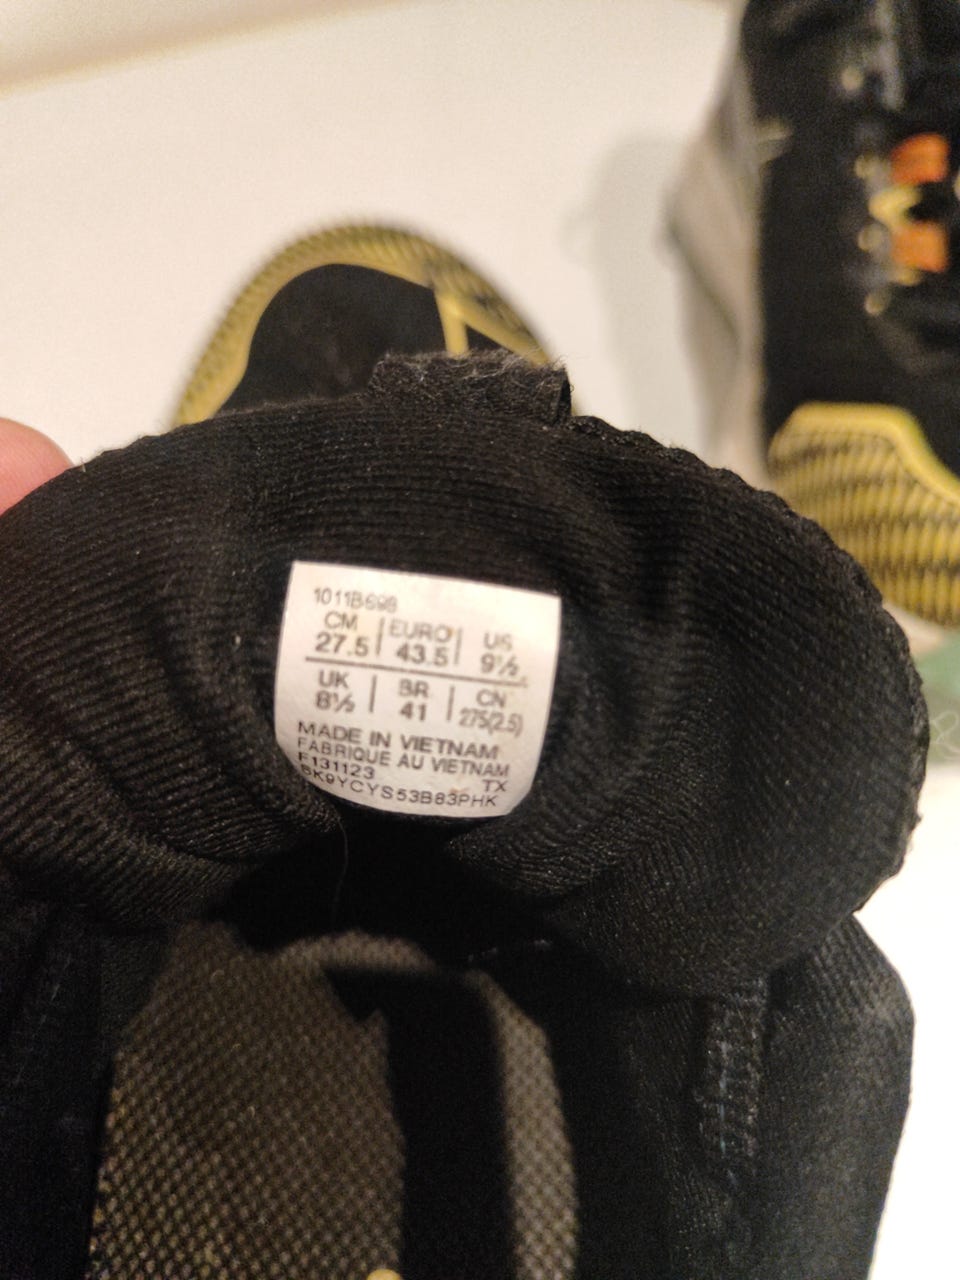 1011B698
CM EURO US
27.5 43.5 9½
UK BR CN
8½ 41 275(2.5)
MADE IN VIETNAM
FABRIQUE AU VIETNAM
F131123 TX
BK9YCYS53B83PHK